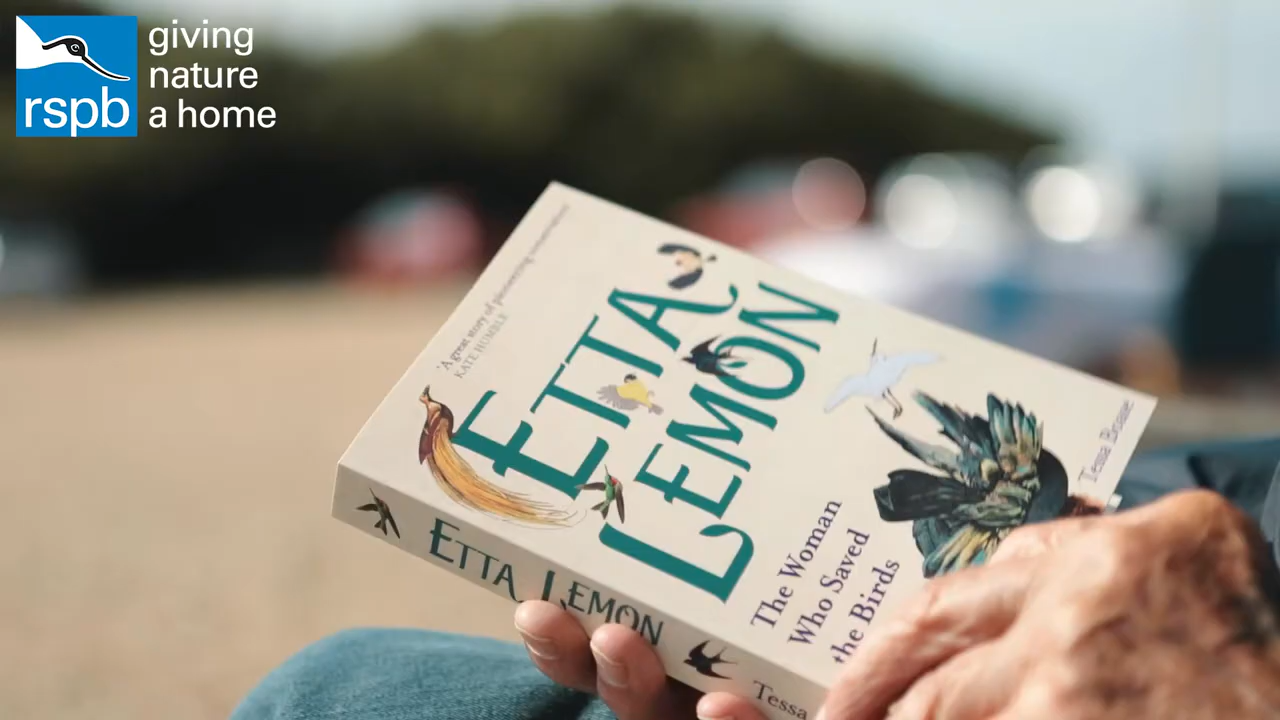 giving
nature
a home
rspb
'A great story of pioneering conservationists'
KATE HUMBLE
ETTA
LEMON
The Woman
Who Saved
the Birds
Tessa Boase
ETTA LEMON
Tessa